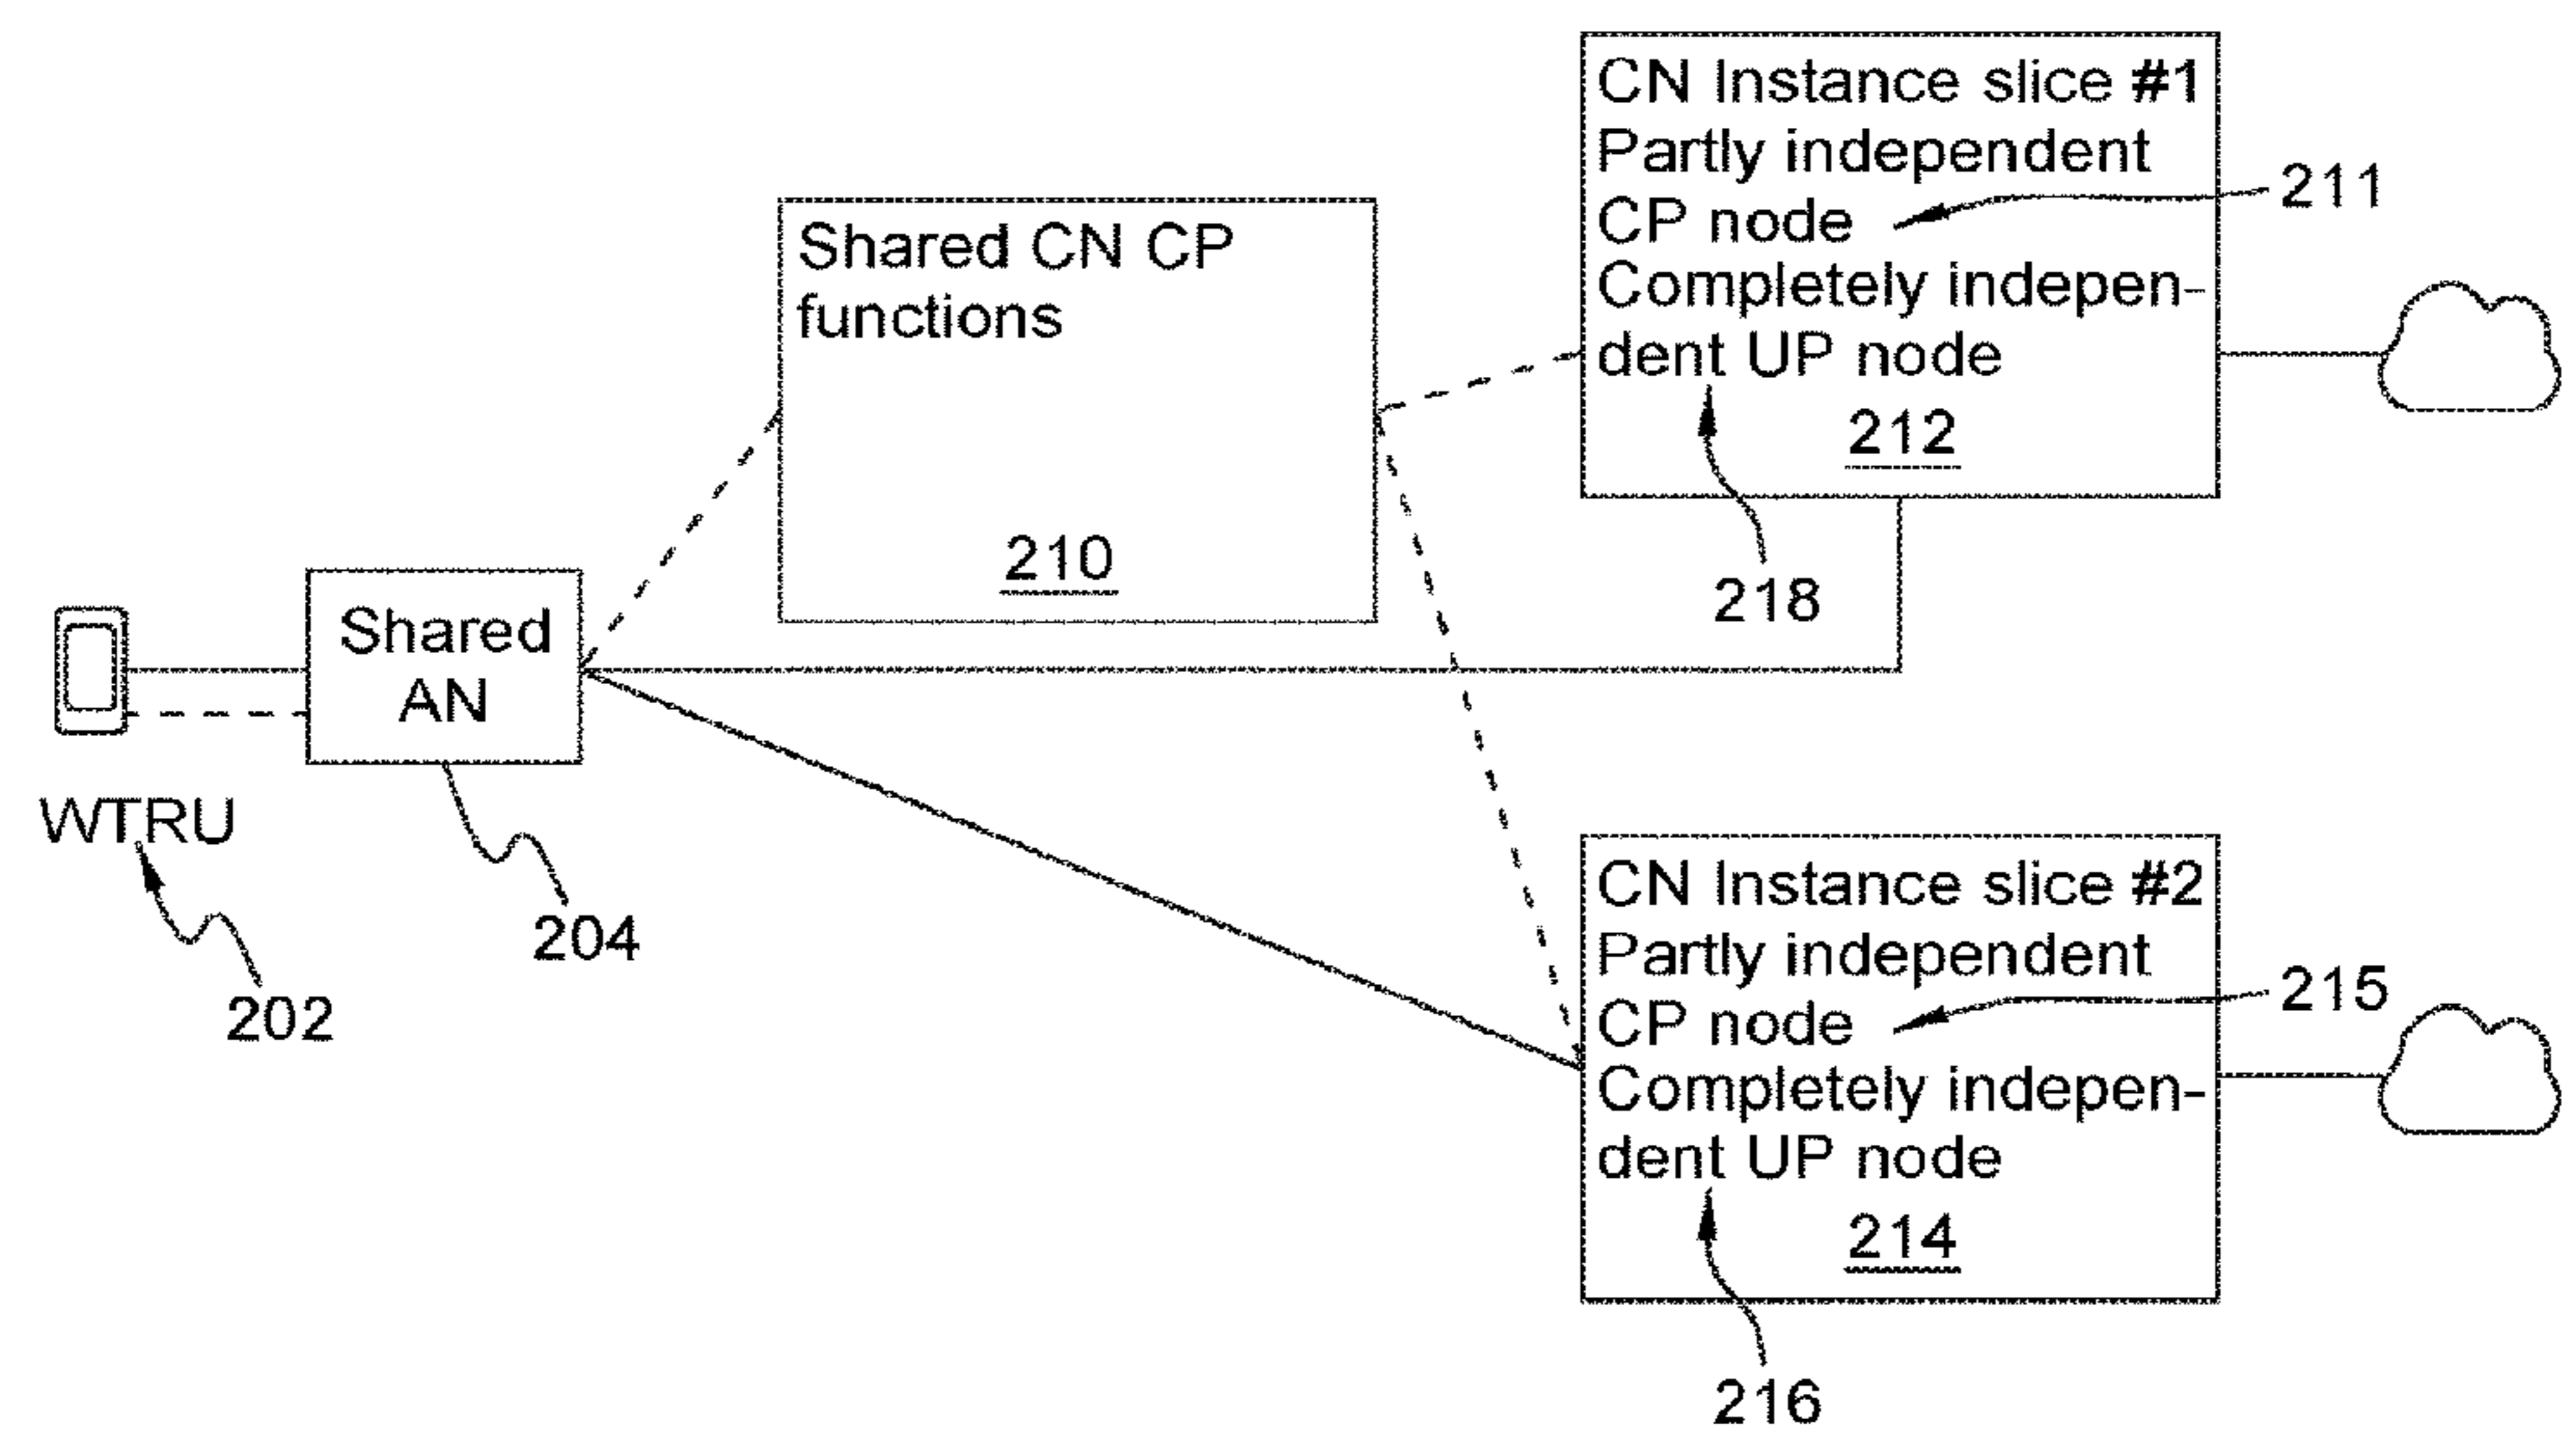 CN Instance slice #1
Partly independent
CP node
Completely indepen-
dent UP node
212
211
218
Shared CN CP
functions
210
Shared
AN
WTRU
202
204
CN Instance slice #2
Partly independent
CP node
Completely indepen-
dent UP node
214
215
216